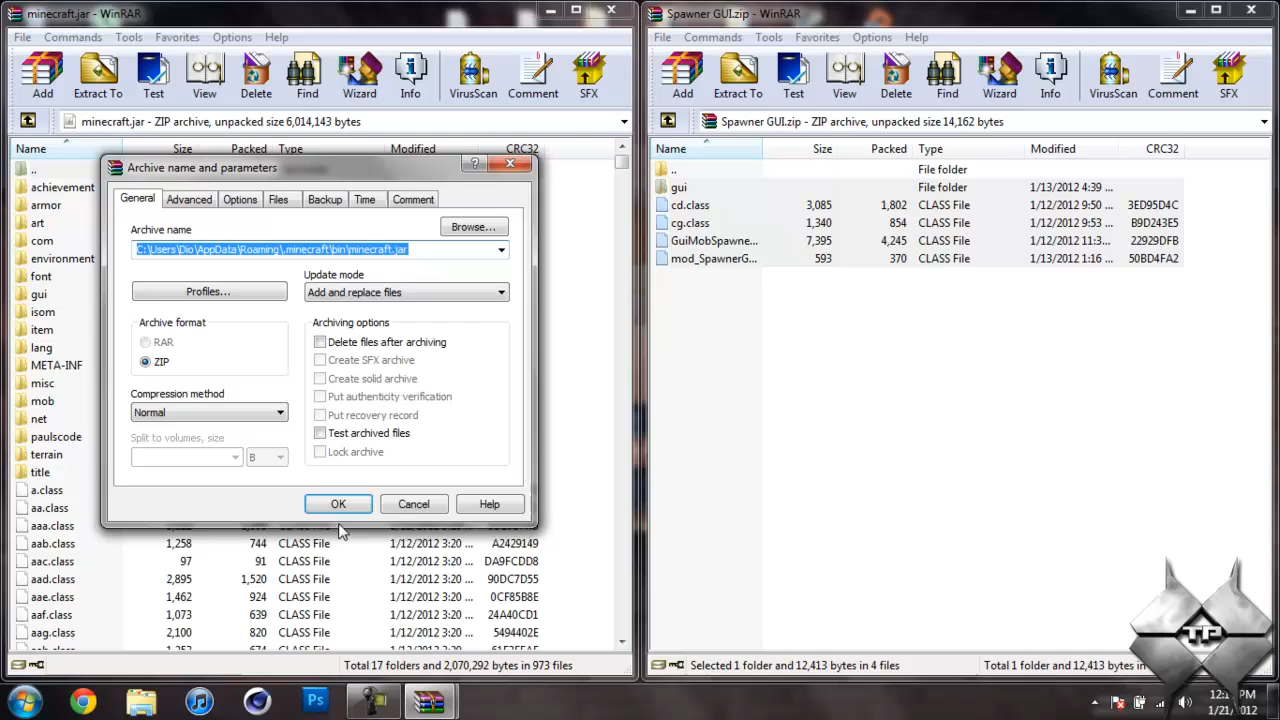 minecraft.jar - WinRAR
File Commands Tools Favorites Options Help
Add Extract To Test View Delete Find Wizard Info VirusScan Comment SFX
minecraft.jar - ZIP archive, unpacked size 6,014,143 bytes
Name Size Packed Type Modified CRC32
..
achievement
armor
art
com
environment
font
gui
isom
item
lang
META-INF
misc
mob
net
paulscode
terrain
title
a.class
aa.class
aaa.class
aab.class 1,258 744 CLASS File 1/12/2012 3:20 ... A2429149
aac.class 97 91 CLASS File 1/12/2012 3:20 ... DA9FCDD8
aad.class 2,895 1,520 CLASS File 1/12/2012 3:20 ... 90DC7D55
aae.class 1,462 924 CLASS File 1/12/2012 3:20 ... 0CF85B8E
aaf.class 1,073 639 CLASS File 1/12/2012 3:20 ... 24A40CD1
aag.class 2,100 820 CLASS File 1/12/2012 3:20 ... 5494402E
Total 17 folders and 2,070,292 bytes in 973 files
Archive name and parameters
General Advanced Options Files Backup Time Comment
Archive name
Browse...
C:\Users\Dio\AppData\Roaming\.minecraft\bin\minecraft.jar
Update mode
Profiles...
Add and replace files
Archive format
RAR
ZIP
Compression method
Normal
Split to volumes, size
B
Archiving options
Delete files after archiving
Create SFX archive
Create solid archive
Put authenticity verification
Put recovery record
Test archived files
Lock archive
OK Cancel Help
Spawner GUI.zip - WinRAR
File Commands Tools Favorites Options Help
Add Extract To Test View Delete Find Wizard Info VirusScan Comment SFX
Spawner GUI.zip - ZIP archive, unpacked size 14,162 bytes
Name Size Packed Type Modified CRC32
.. File folder
gui File folder 1/13/2012 4:39 ...
cd.class 3,085 1,802 CLASS File 1/12/2012 9:50 ... 3ED95D4C
cg.class 1,340 854 CLASS File 1/12/2012 9:50 ... B9D243E5
GuiMobSpawne... 7,395 4,245 CLASS File 1/12/2012 11:3... 22929DFB
mod_SpawnerG... 593 370 CLASS File 1/13/2012 1:16 ... 50BD4FA2
Selected 1 folder and 12,413 bytes in 4 files
Total 1 folder and 12,413 bytes in
Ps
PM
1/21/2012